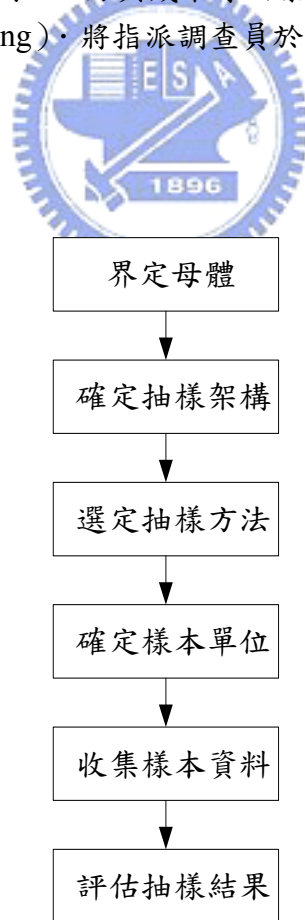 ng)，將指派調查員於
E S A
1896
界定母體
確定抽樣架構
選定抽樣方法
確定樣本單位
收集樣本資料
評估抽樣結果